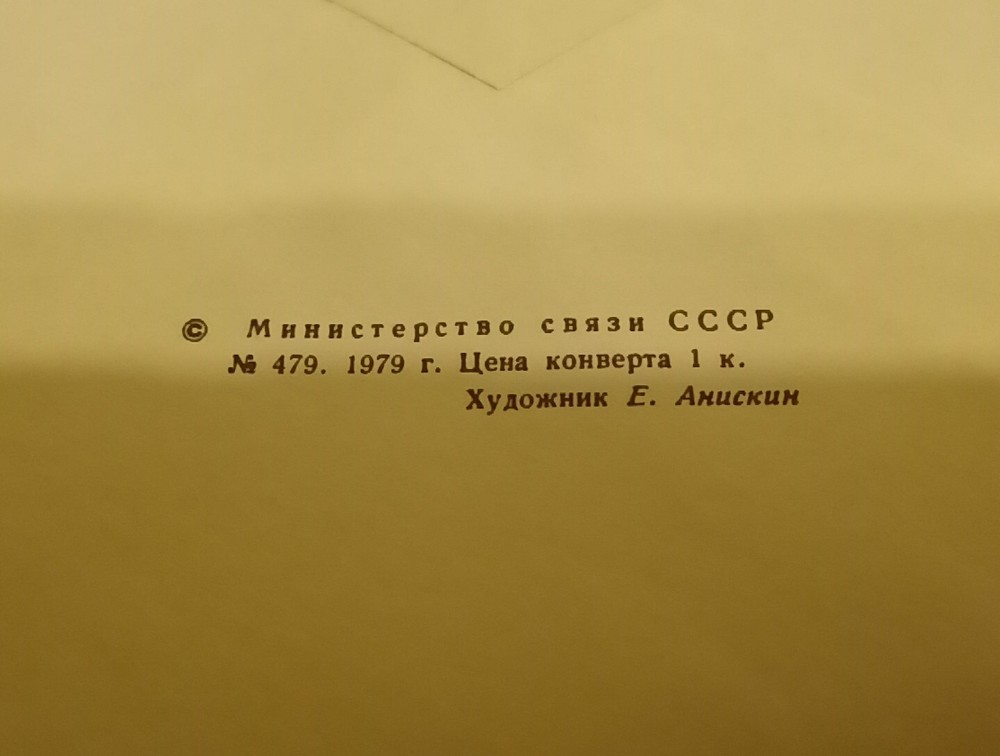 © Министерство связи СССР
№ 479. 1979 г. Цена конверта 1 к.
Художник Е. Анискин